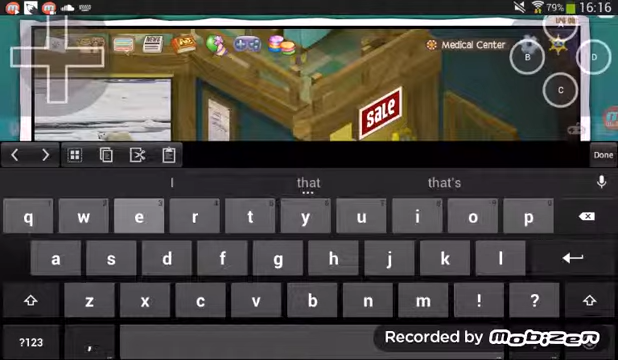 79% 16:16
NEWS
Medical Center
A
B
D
C
sale
Done
I that that's
q w e r t y u i o p
a s d f g h j k l
z x c v b n m ! ?
?123 ,
Recorded by MOBIZEN